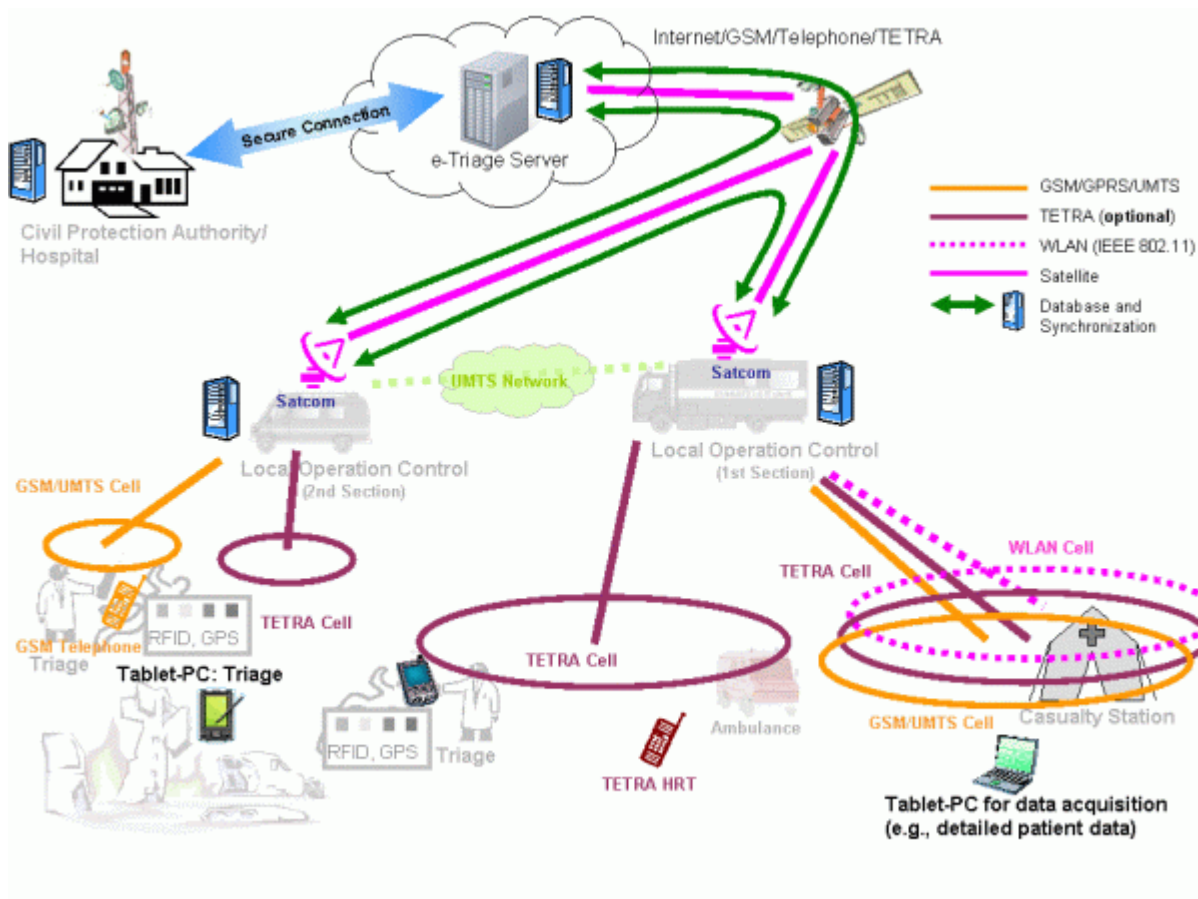 Internet/GSM/Telephone/TETRA
Secure Connection
e-Triage Server
Civil Protection Authority/
Hospital
GSM/GPRS/UMTS
TETRA (optional)
WLAN (IEEE 802.11)
Satellite
Database and
Synchronization
UMTS Network
Satcom
Satcom
Local Operation Control
(1st Section)
Local Operation Control
(2nd Section)
GSM/UMTS Cell
WLAN Cell
TETRA Cell
TETRA Cell
RFID, GPS
GSM Telephone
Triage
TETRA Cell
Tablet-PC: Triage
GSM/UMTS Cell
Casualty Station
Ambulance
RFID, GPS
Triage
TETRA HRT
Tablet-PC for data acquisition
(e.g., detailed patient data)